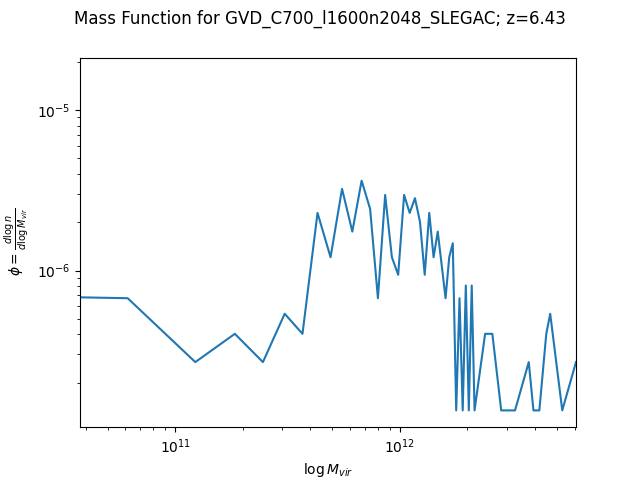 Mass Function for GVD_C700_l1600n2048_SLEGAC; z=6.43
10⁻⁵
10⁻⁶
ϕ = d log n / d log M_vir
10¹¹
10¹²
log M_vir